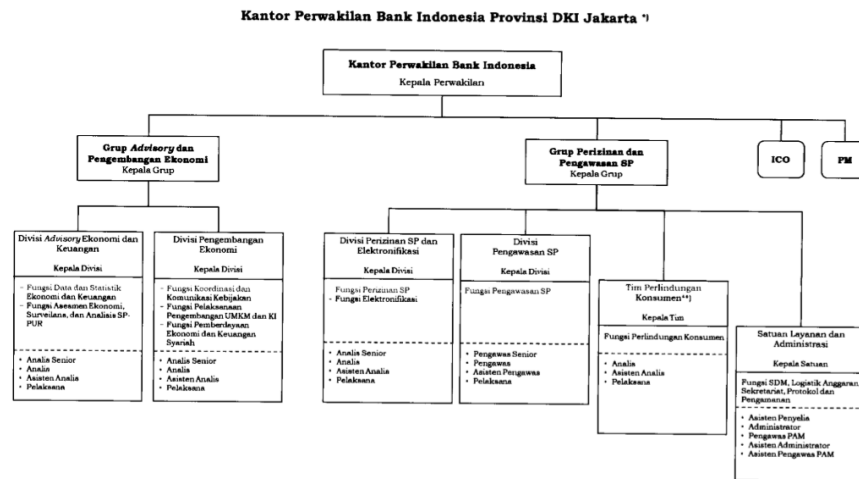 Kantor Perwakilan Bank Indonesia Provinsi DKI Jakarta *)
Kantor Perwakilan Bank Indonesia
Kepala Perwakilan
Grup Advisory dan
Pengembangan Ekonomi
Kepala Grup
Grup Perizinan dan
Pengawasan SP
Kepala Grup
ICO
PM
Divisi Advisory Ekonomi dan
Keuangan
Kepala Divisi
- Fungsi Data dan Statistik
Ekonomi dan Keuangan
- Fungsi Asesmen Ekonomi,
Surveilans, dan Analisis SP-
PUR
• Analis Senior
• Analis
• Asisten Analis
• Pelaksana
Divisi Pengembangan
Ekonomi
Kepala Divisi
- Fungsi Koordinasi dan
Komunikasi Kebijakan
- Fungsi Pelaksanaan
Pengembangan UMKM dan KI
- Fungsi Pemberdayaan
Ekonomi dan Keuangan
Syariah
• Analis Senior
• Analis
• Asisten Analis
• Pelaksana
Divisi Perizinan SP dan
Elektronifikasi
Kepala Divisi
Fungsi Perizinan SP
- Fungsi Elektronifikasi
• Analis Senior
• Analis
• Asisten Analis
• Pelaksana
Divisi
Pengawasan SP
Kepala Divisi
Fungsi Pengawasan SP
• Pengawas Senior
• Pengawas
• Asisten Pengawas
• Pelaksana
Tim Perlindungan
Konsumen**)
Kepala Tim
Fungsi Perlindungan Konsumen
• Analis
• Asisten Analis
• Pelaksana
Satuan Layanan dan
Administrasi
Kepala Satuan
Fungsi SDM, Logistik Anggaran
Sekretariat, Protokol dan
Pengamanan
• Asisten Penyelia
• Administrator
• Pengawas PAM
• Asisten Administrator
• Asisten Pengawas PAM